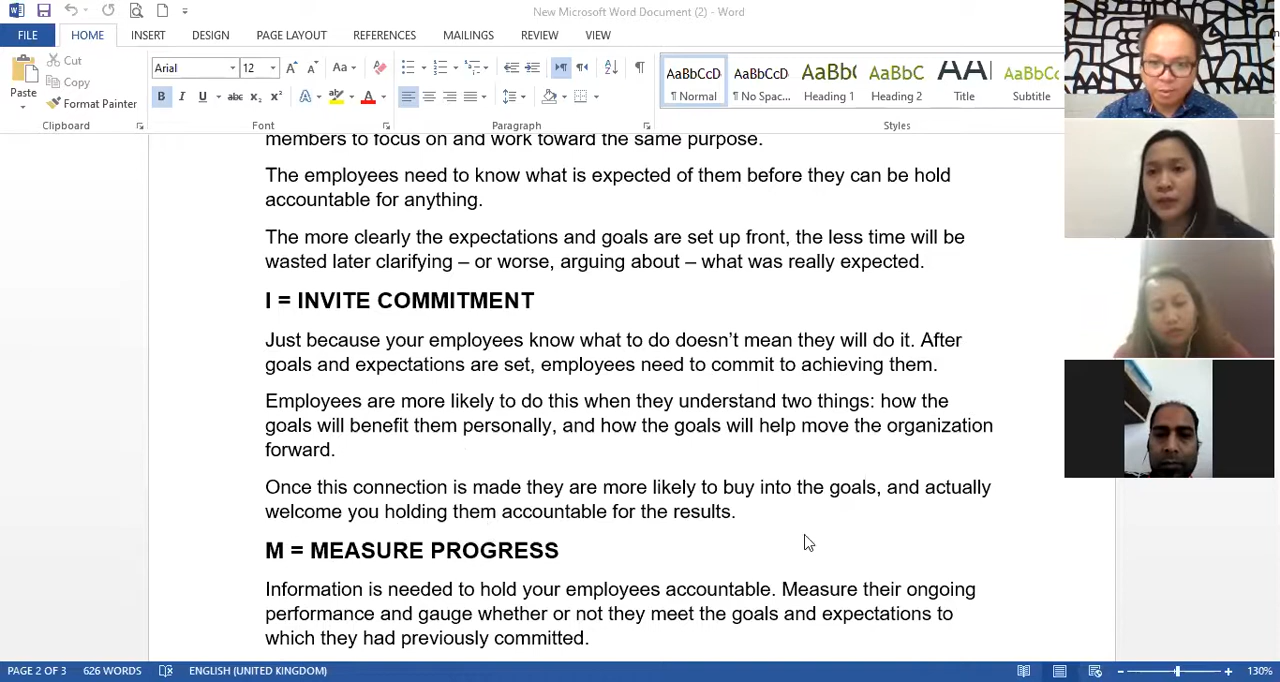 New Microsoft Word Document (2) - Word
FILE
HOME
INSERT
DESIGN
PAGE LAYOUT
REFERENCES
MAILINGS
REVIEW
VIEW
Paste
Cut
Copy
Format Painter
Clipboard
Arial
12
Aa
B I U abc x₂ x²
Font
Paragraph
AaBbCcD
¶ Normal
AaBbCcD
¶ No Spac...
AaBb(
Heading 1
AaBbC
Heading 2
AA
Title
AaBbCc
Subtitle
Styles
members to focus on and work toward the same purpose.
The employees need to know what is expected of them before they can be hold
accountable for anything.
The more clearly the expectations and goals are set up front, the less time will be
wasted later clarifying – or worse, arguing about – what was really expected.
I = INVITE COMMITMENT
Just because your employees know what to do doesn’t mean they will do it. After
goals and expectations are set, employees need to commit to achieving them.
Employees are more likely to do this when they understand two things: how the
goals will benefit them personally, and how the goals will help move the organization
forward.
Once this connection is made they are more likely to buy into the goals, and actually
welcome you holding them accountable for the results.
M = MEASURE PROGRESS
Information is needed to hold your employees accountable. Measure their ongoing
performance and gauge whether or not they meet the goals and expectations to
which they had previously committed.
PAGE 2 OF 3
626 WORDS
ENGLISH (UNITED KINGDOM)
130%